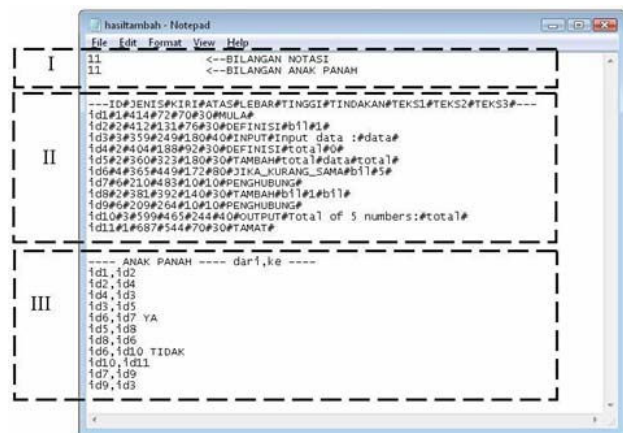 hasiltambah - Notepad
File Edit Format View Help
I
11 <--BILANGAN NOTASI
11 <--BILANGAN ANAK PANAH
II
---ID#JENIS#KIRI#ATAS#LEBAR#TINGGI#TINDAKAN#TEKS1#TEKS2#TEKS3#---
id1#1#414#72#70#30#MULA#
id2#2#412#131#76#30#DEFINISI#bil#1#
id3#3#359#249#180#40#INPUT#Input data :#data#
id4#2#404#188#92#30#DEFINISI#total#0#
id5#2#360#323#180#30#TAMBAH#total#data#total#
id6#4#365#449#172#80#JIKA_KURANG_SAMA#bil#5#
id7#6#210#483#10#10#PENGHUBUNG#
id8#2#381#392#140#30#TAMBAH#bil#1#bil#
id9#6#209#264#10#10#PENGHUBUNG#
id10#3#599#465#244#40#OUTPUT#Total of 5 numbers:#total#
id11#1#687#544#70#30#TAMAT#
III
---- ANAK PANAH ---- dari,ke ----
id1,id2
id2,id4
id4,id3
id3,id5
id6,id7 YA
id5,id8
id8,id6
id6,id10 TIDAK
id10,id11
id7,id9
id9,id3